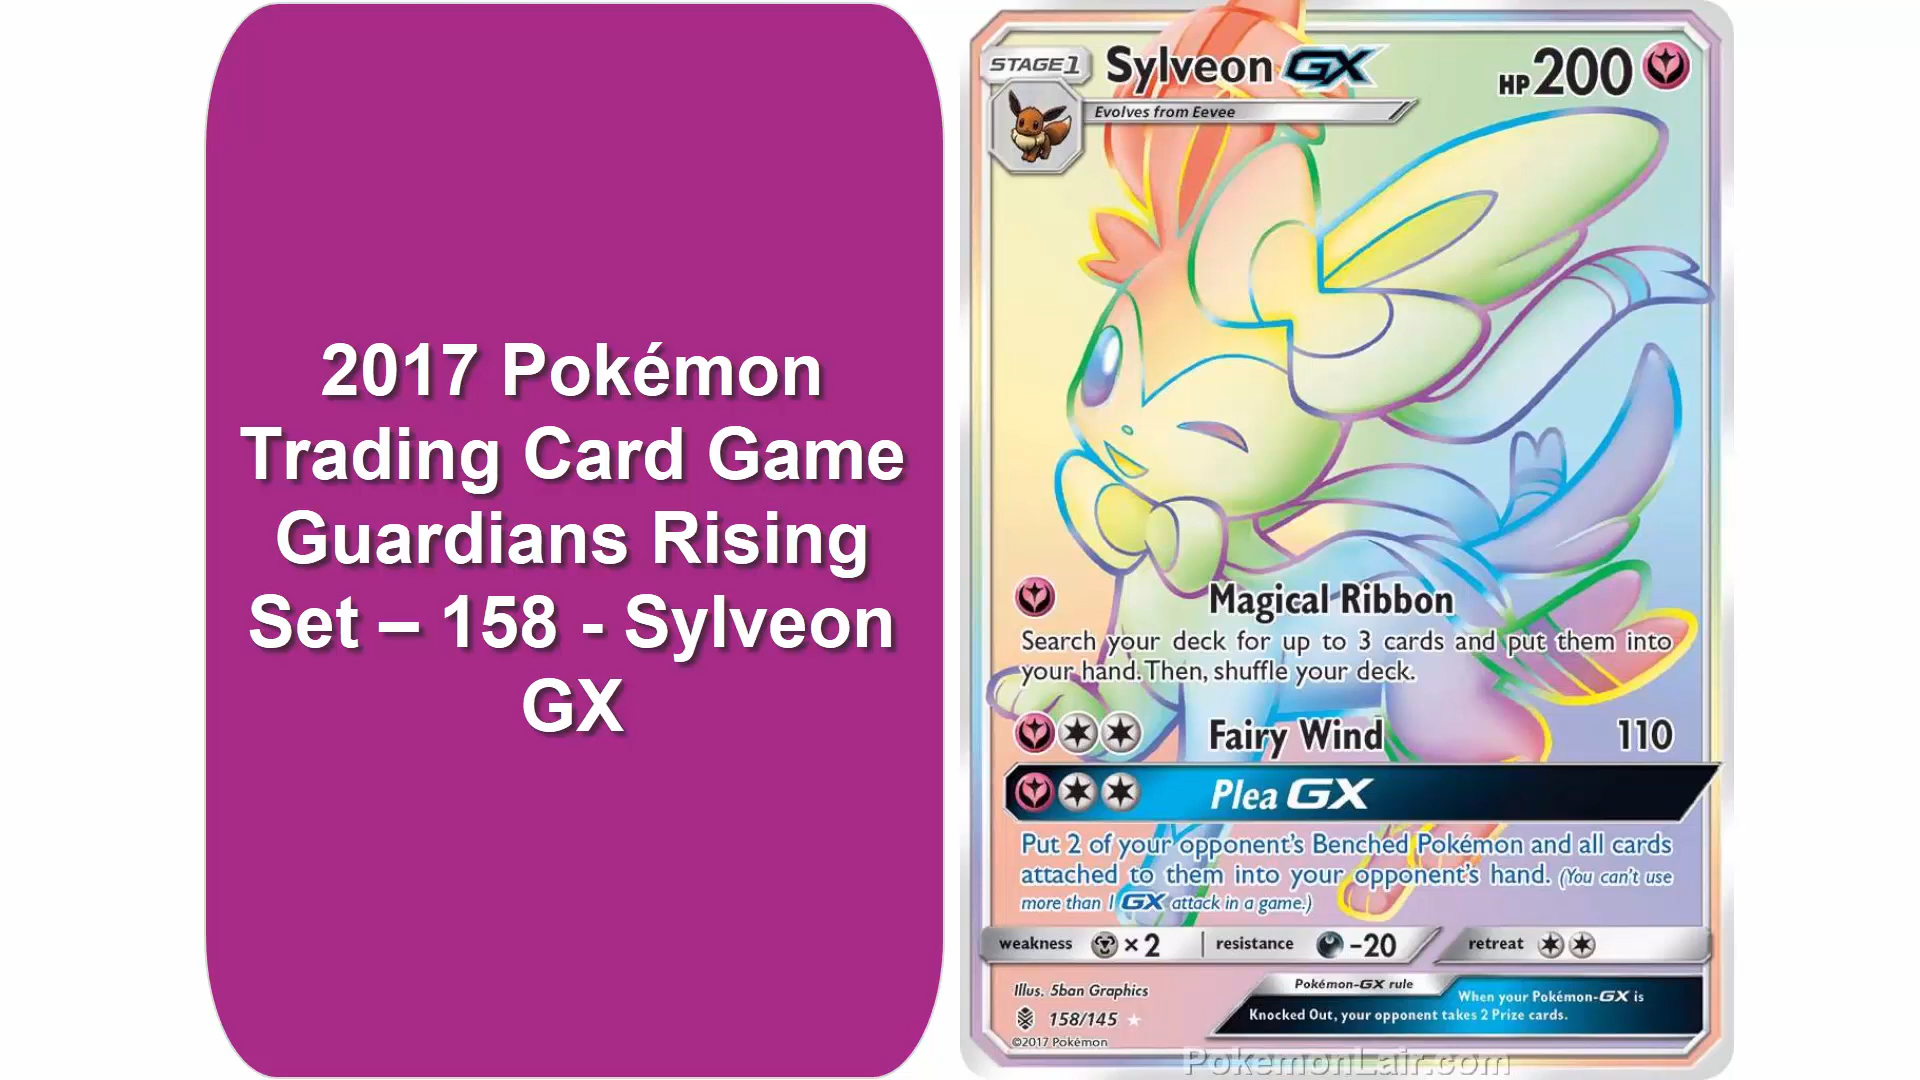 2017 Pokémon
Trading Card Game
Guardians Rising
Set – 158 - Sylveon
GX
STAGE 1
Sylveon GX
HP 200
Evolves from Eevee
Magical Ribbon
Search your deck for up to 3 cards and put them into
your hand. Then, shuffle your deck.
Fairy Wind 110
Plea GX
Put 2 of your opponent's Benched Pokémon and all cards
attached to them into your opponent's hand. (You can't use
more than 1 GX attack in a game.)
weakness ×2 resistance -20 retreat
Illus. 5ban Graphics
158/145
©2017 Pokémon
Pokémon-GX rule
When your Pokémon-GX is
Knocked Out, your opponent takes 2 Prize cards.
PokemonLair.com